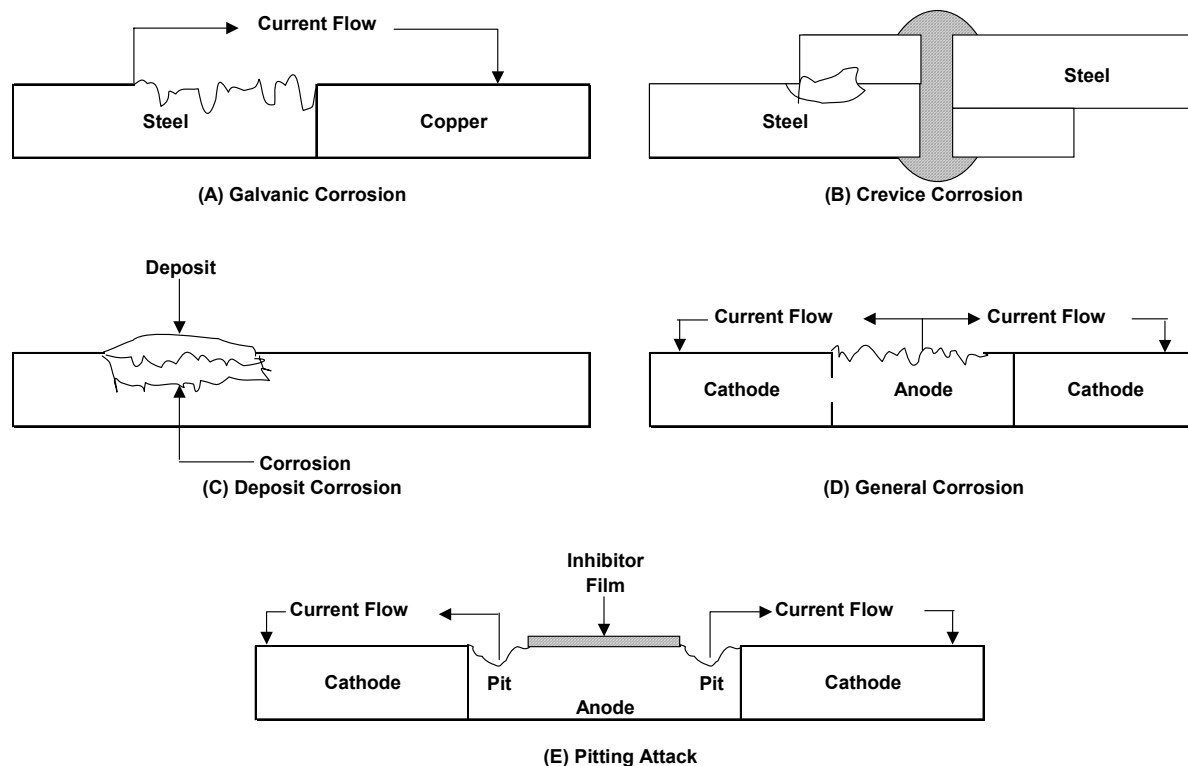 Current Flow
Steel
Copper
(A) Galvanic Corrosion
Steel
Steel
(B) Crevice Corrosion
Deposit
Corrosion
(C) Deposit Corrosion
Current Flow
Current Flow
Cathode
Anode
Cathode
(D) General Corrosion
Inhibitor
Film
Current Flow
Current Flow
Cathode
Pit
Pit
Cathode
Anode
(E) Pitting Attack